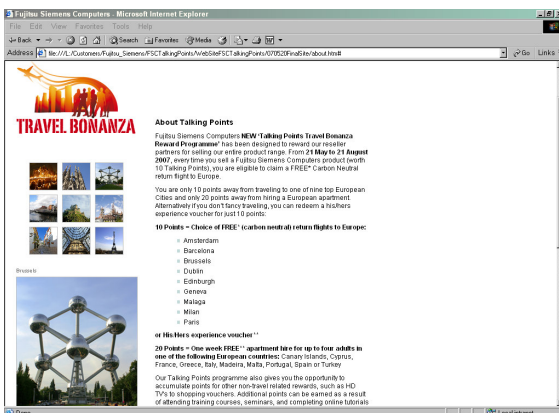 Fujitsu Siemens Computers - Microsoft Internet Explorer
File Edit View Favorites Tools Help
Back Search Favorites Media
Address file:///L:/Customers/Fujitsu_Siemens/FSCTalkingPoints/WebSiteFSCTalkingPoints/070520FinalSite/about.htm# Go Links
TRAVEL BONANZA
About Talking Points
Fujitsu Siemens Computers NEW 'Talking Points Travel Bonanza
Reward Programme' has been designed to reward our reseller
partners for selling our entire product range. From 21 May to 21 August
2007, every time you sell a Fujitsu Siemens Computers product (worth
10 Talking Points), you are eligible to claim a FREE* Carbon Neutral
return flight to Europe.
You are only 10 points away from traveling to one of nine top European
Cities and only 20 points away from hiring a European apartment.
Alternatively if you don't fancy traveling, you can redeem a his/hers
experience voucher for just 10 points:
10 Points = Choice of FREE* (carbon neutral) return flights to Europe:
Amsterdam
Barcelona
Brussels
Dublin
Edinburgh
Geneva
Malaga
Milan
Paris
or His/Hers experience voucher**
20 Points = One week FREE** apartment hire for up to four adults in
one of the following European countries: Canary Islands, Cyprus,
France, Greece, Italy, Madeira, Malta, Portugal, Spain or Turkey
Our Talking Points programme also gives you the opportunity to
accumulate points for other non-travel related rewards, such as HD
TV's to shopping vouchers. Additional points can be earned as a result
of attending training courses, seminars, and completing online tutorials
Brussels
Done
Local intranet